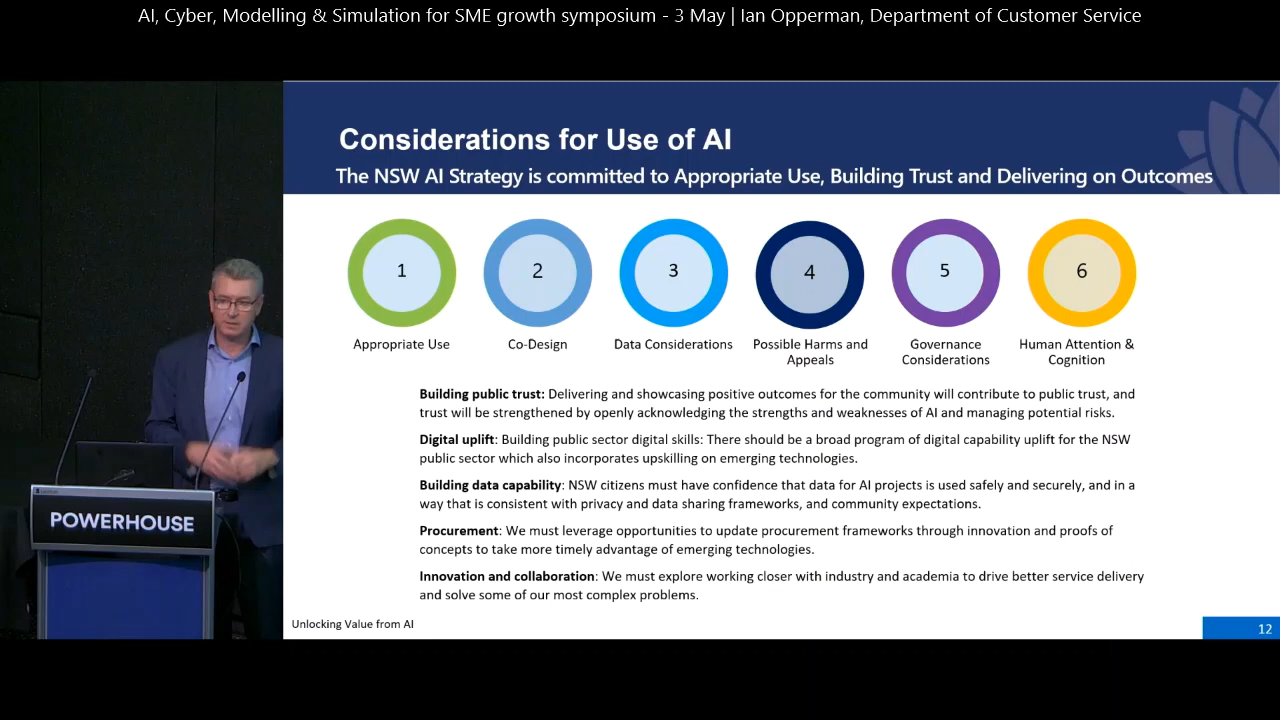 AI, Cyber, Modelling & Simulation for SME growth symposium - 3 May | Ian Opperman, Department of Customer Service
Considerations for Use of AI
The NSW AI Strategy is committed to Appropriate Use, Building Trust and Delivering on Outcomes
1
2
3
4
5
6
Appropriate Use
Co-Design
Data Considerations
Possible Harms and
Appeals
Governance
Considerations
Human Attention &
Cognition
Building public trust: Delivering and showcasing positive outcomes for the community will contribute to public trust, and
trust will be strengthened by openly acknowledging the strengths and weaknesses of AI and managing potential risks.
Digital uplift: Building public sector digital skills: There should be a broad program of digital capability uplift for the NSW
public sector which also incorporates upskilling on emerging technologies.
Building data capability: NSW citizens must have confidence that data for AI projects is used safely and securely, and in a
way that is consistent with privacy and data sharing frameworks, and community expectations.
Procurement: We must leverage opportunities to update procurement frameworks through innovation and proofs of
concepts to take more timely advantage of emerging technologies.
Innovation and collaboration: We must explore working closer with industry and academia to drive better service delivery
and solve some of our most complex problems.
POWERHOUSE
Unlocking Value from AI
12